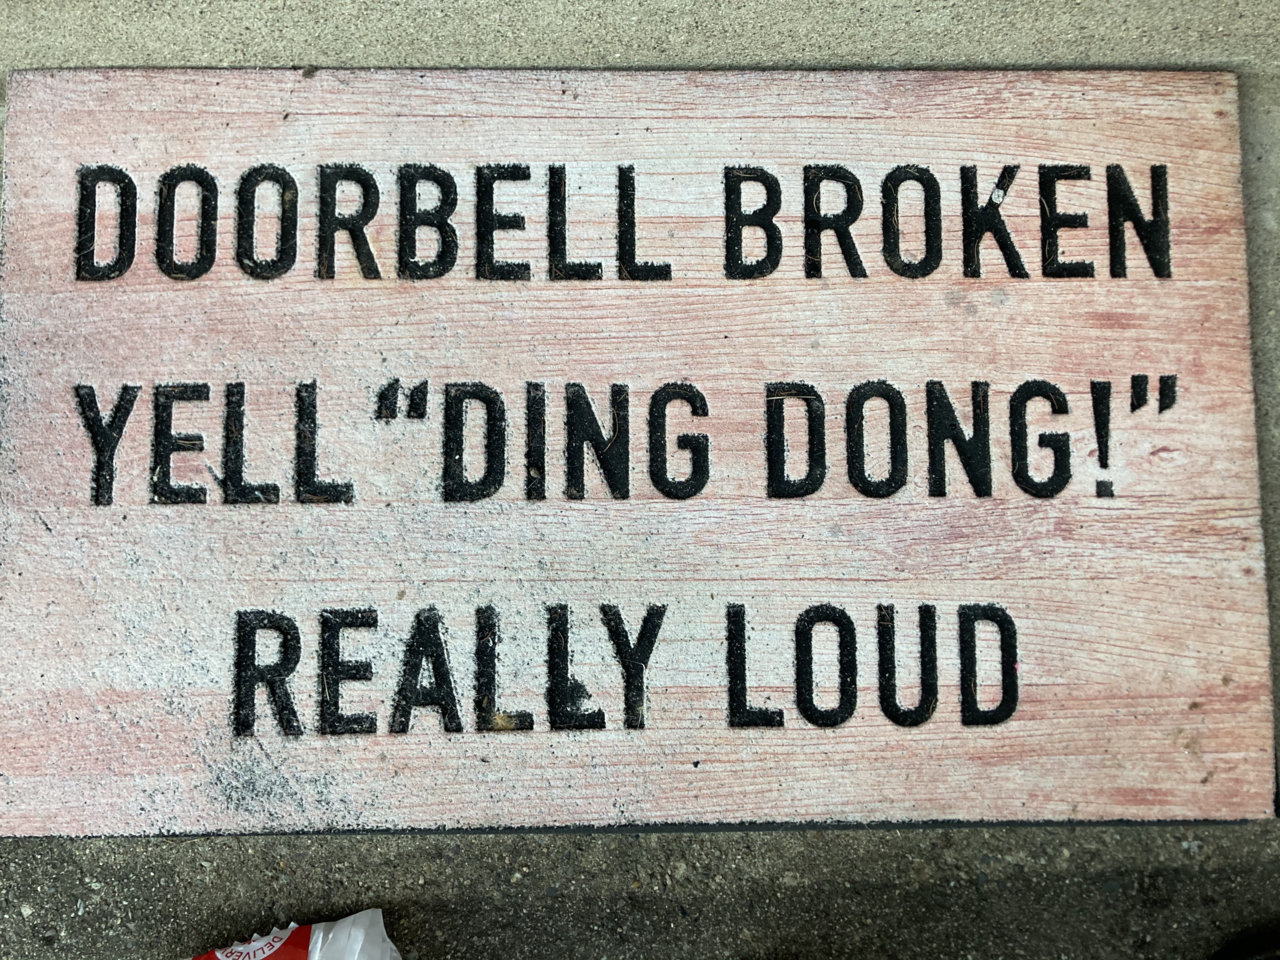 DOORBELL BROKEN
YELL “DING DONG!”
REALLY LOUD